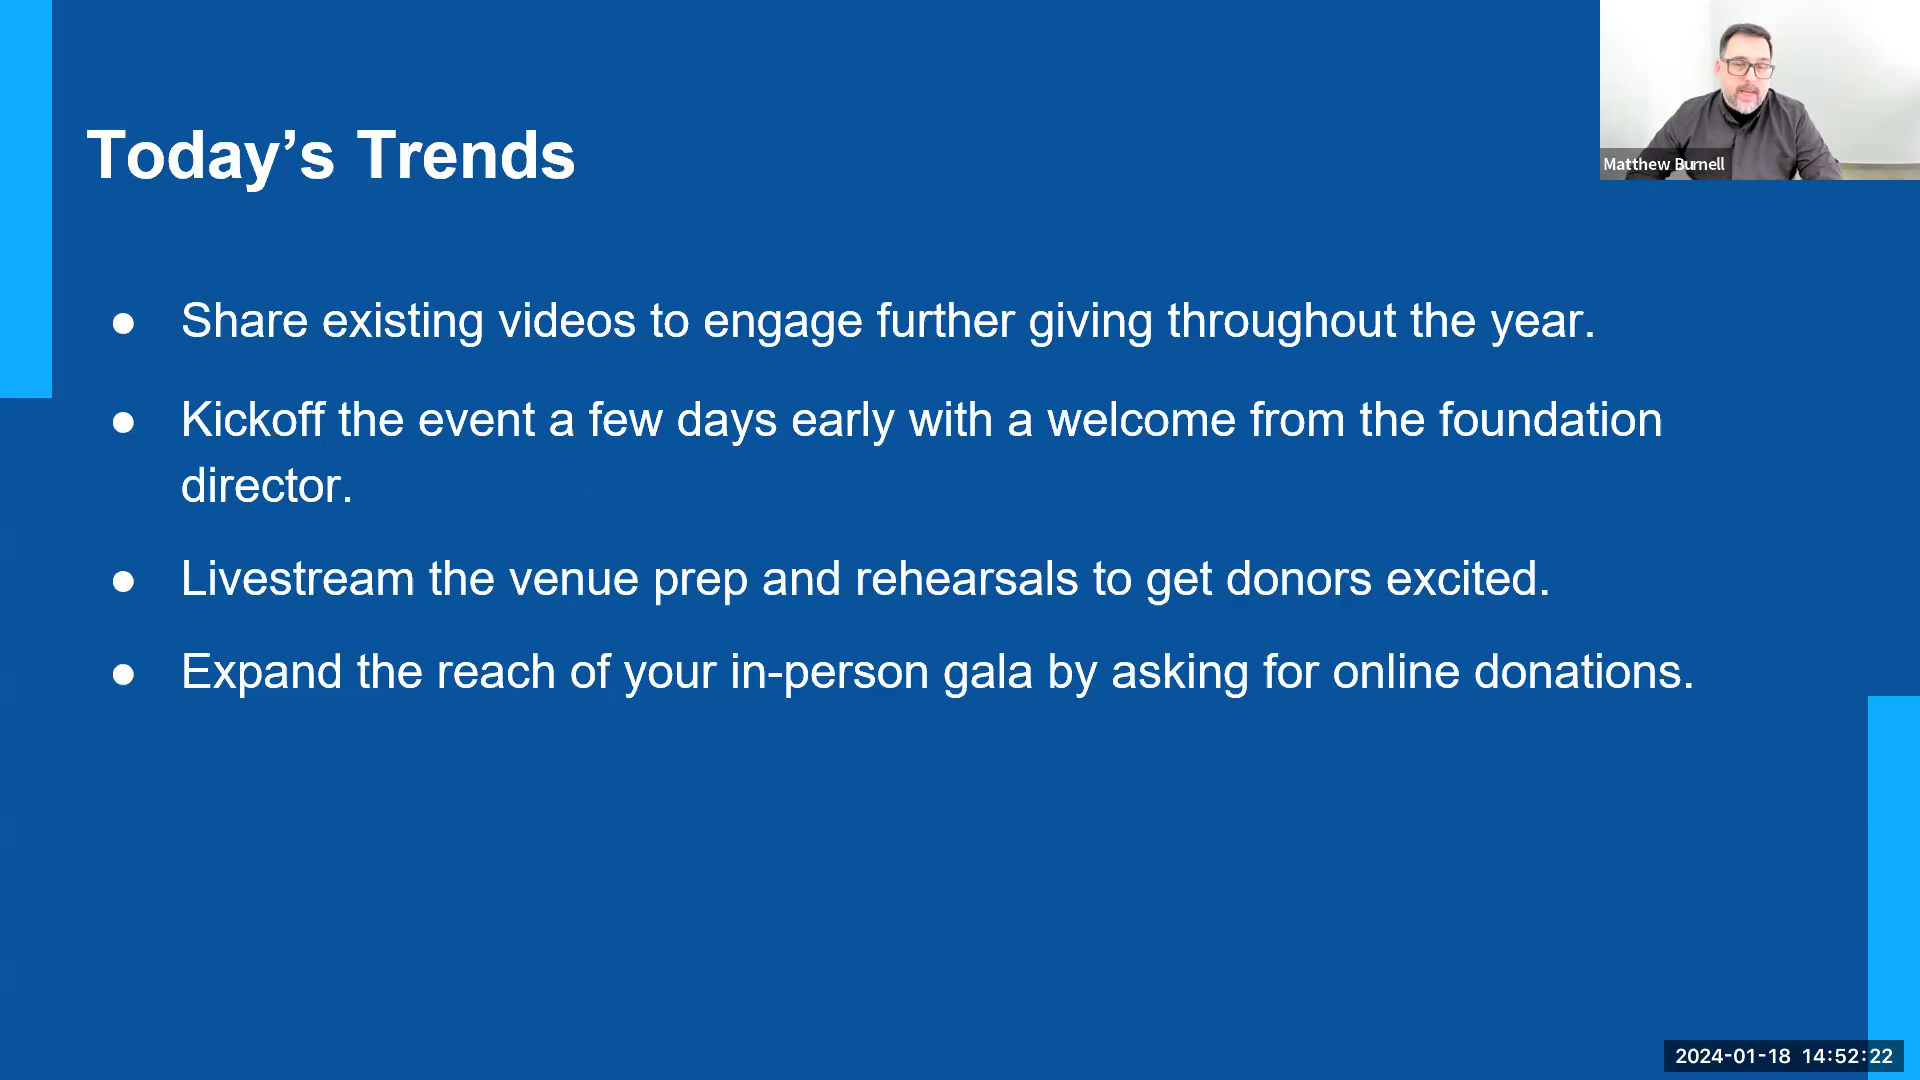 Today’s Trends
Matthew Burnell
● Share existing videos to engage further giving throughout the year.
● Kickoff the event a few days early with a welcome from the foundation
director.
● Livestream the venue prep and rehearsals to get donors excited.
● Expand the reach of your in-person gala by asking for online donations.
2024-01-18 14:52:22